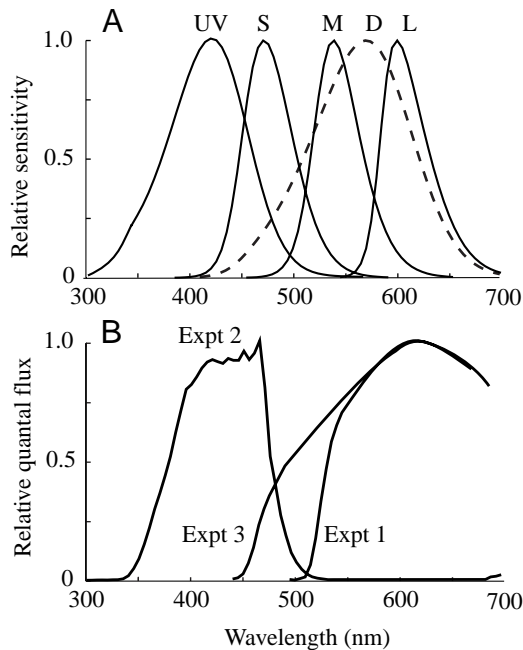 A
UV S M D L
Relative sensitivity
1.0
0.5
0
300 400 500 600 700
B
Expt 2
Relative quantal flux
1.0
0.5
Expt 3 Expt 1
0
300 400 500 600 700
Wavelength (nm)